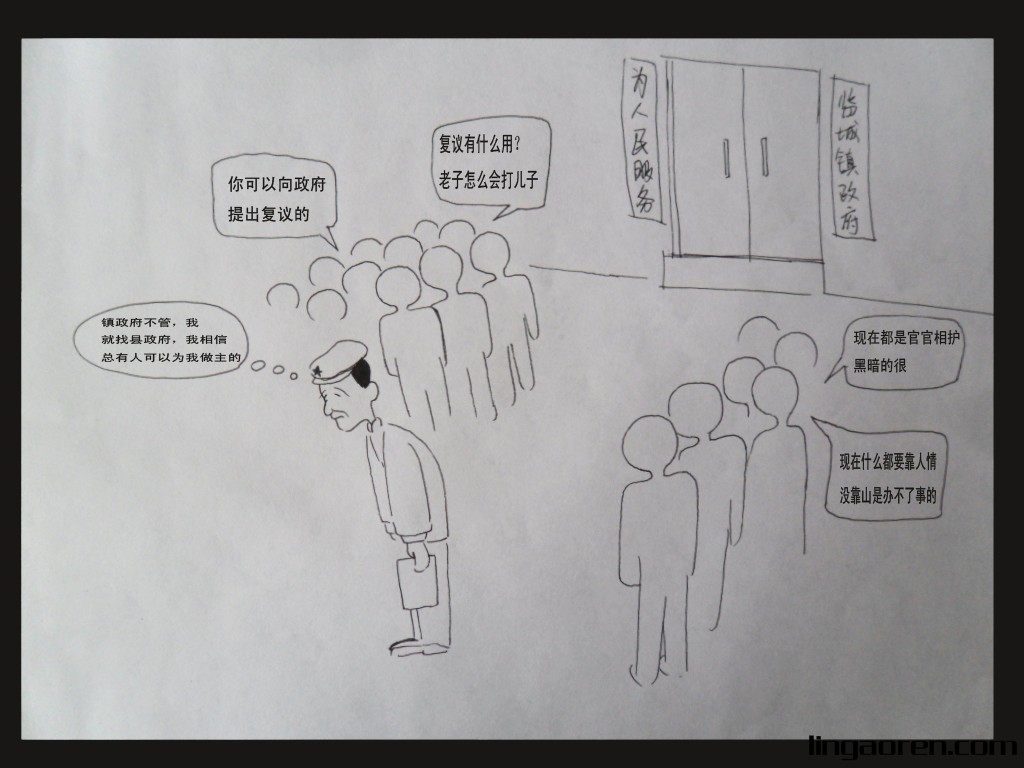 为人民服务
临城镇政府
复议有什么用?
老子怎么会打儿子
你可以向政府
提出复议的
镇政府不管，我
就找县政府，我相信
总有人可以为我做主的
现在都是官官相护
黑暗的很
现在什么都要靠人情
没靠山是办不了事的
lingaoren.com